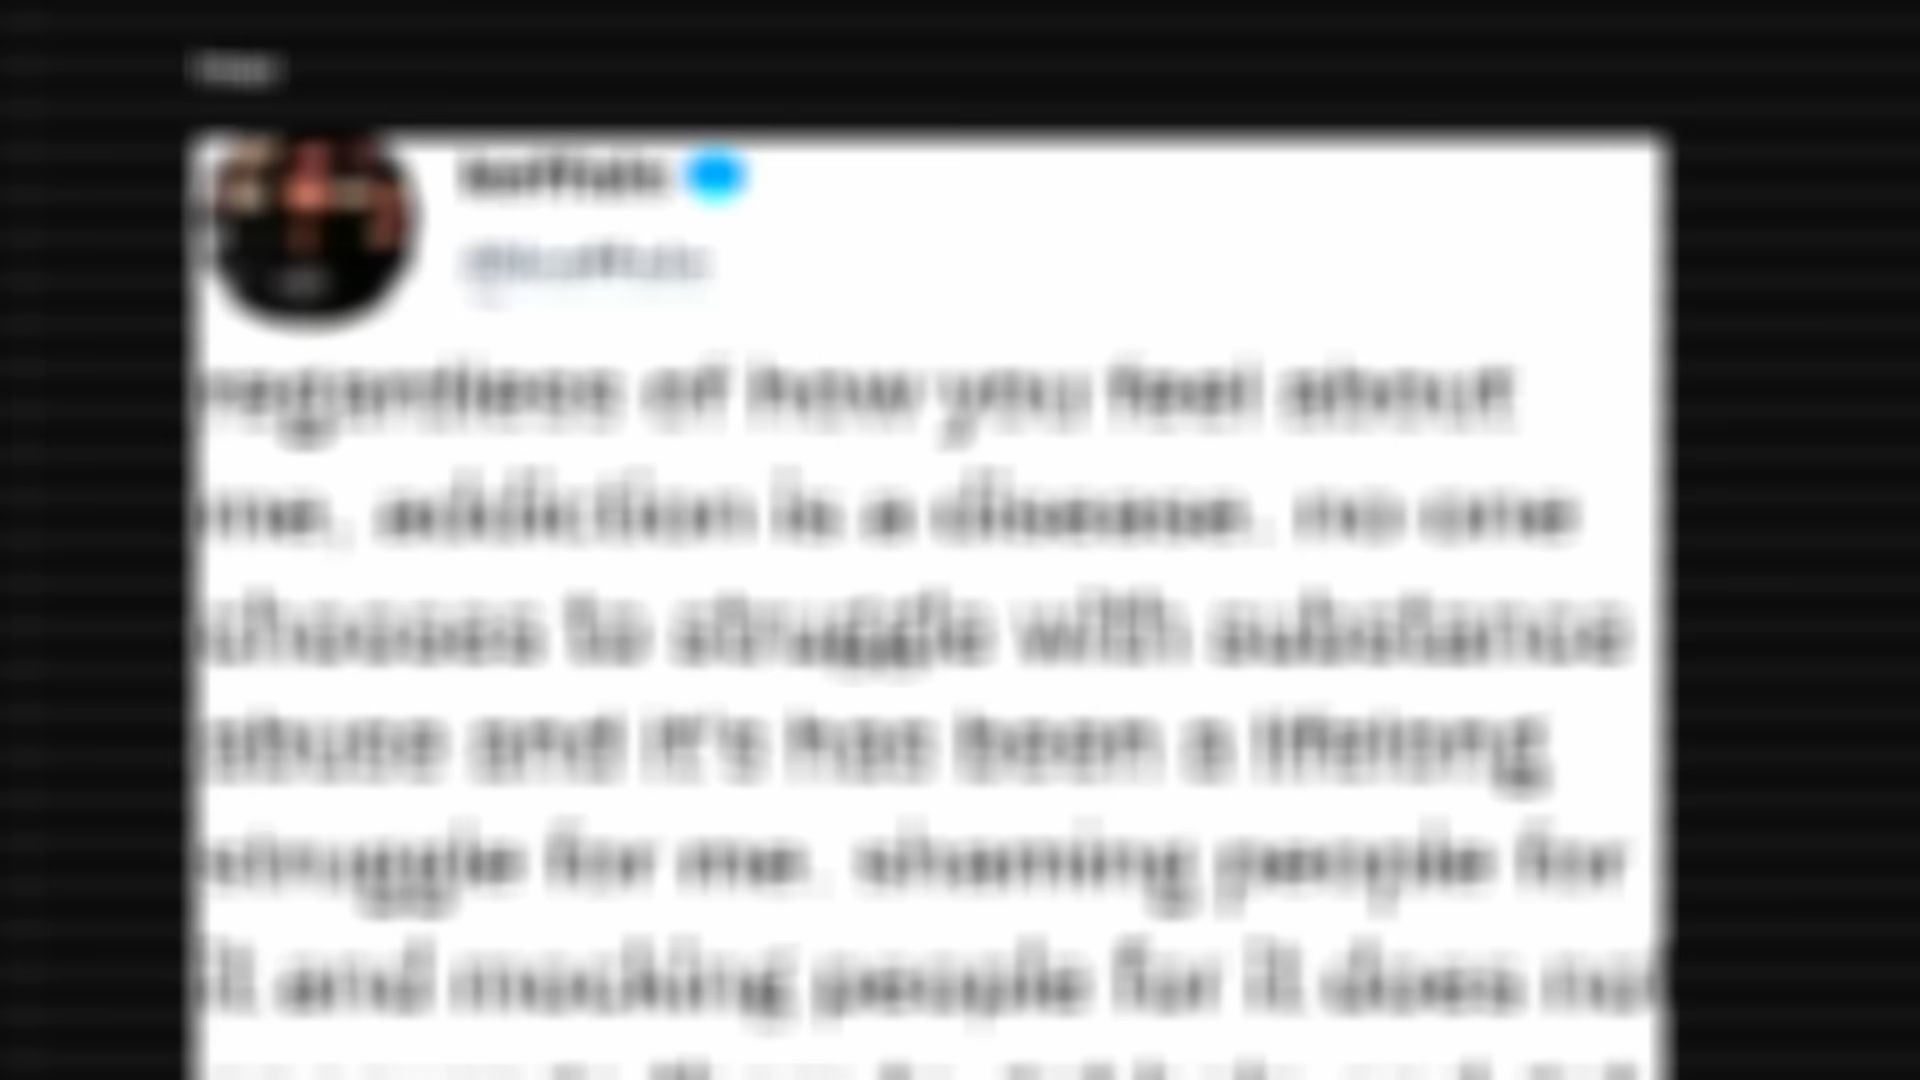 regardless of how you feel about
me, addiction is a disease. no one
chooses to struggle with substance
abuse and it's has been a lifelong
struggle for me. shaming people for
it and mocking people for it does not